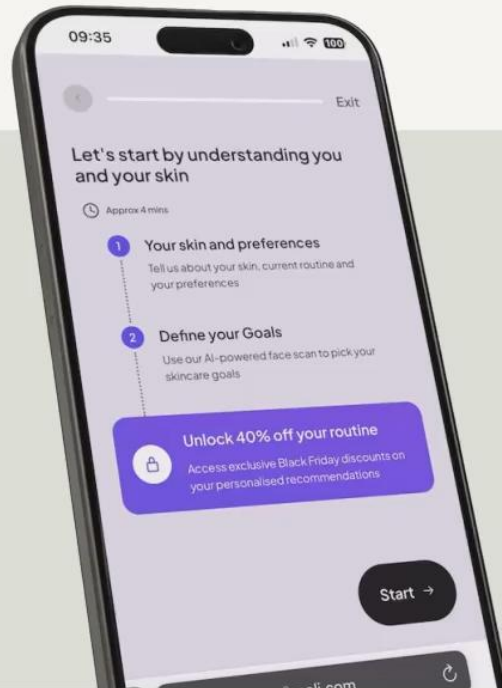 09:35
100
Exit
Let's start by understanding you
and your skin
Approx 4 mins
1
Your skin and preferences
Tell us about your skin, current routine and
your preferences
2
Define your Goals
Use our AI-powered face scan to pick your
skincare goals
Unlock 40% off your routine
Access exclusive Black Friday discounts on
your personalised recommendations
Start →